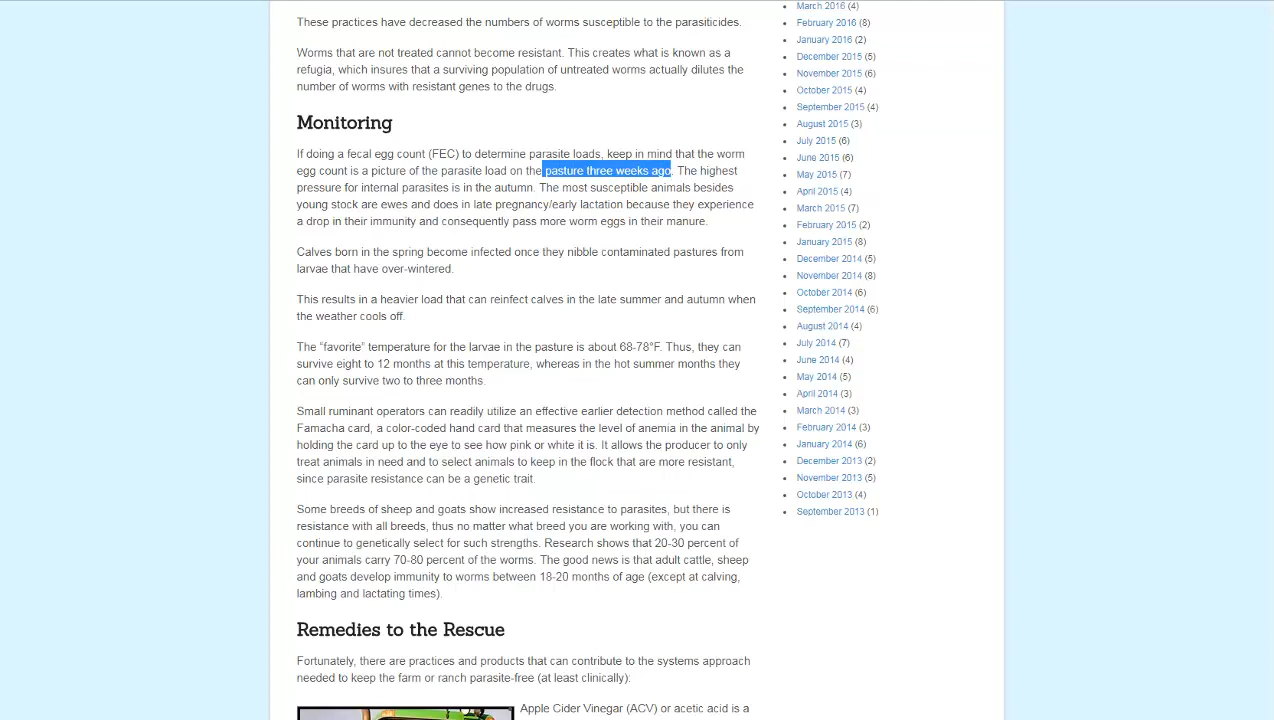 These practices have decreased the numbers of worms susceptible to the parasiticides.
Worms that are not treated cannot become resistant. This creates what is known as a
refugia, which insures that a surviving population of untreated worms actually dilutes the
number of worms with resistant genes to the drugs.
Monitoring
If doing a fecal egg count (FEC) to determine parasite loads, keep in mind that the worm
egg count is a picture of the parasite load on the pasture three weeks ago. The highest
pressure for internal parasites is in the autumn. The most susceptible animals besides
young stock are ewes and does in late pregnancy/early lactation because they experience
a drop in their immunity and consequently pass more worm eggs in their manure.
Calves born in the spring become infected once they nibble contaminated pastures from
larvae that have over-wintered.
This results in a heavier load that can reinfect calves in the late summer and autumn when
the weather cools off.
The “favorite” temperature for the larvae in the pasture is about 68-78°F. Thus, they can
survive eight to 12 months at this temperature, whereas in the hot summer months they
can only survive two to three months.
Small ruminant operators can readily utilize an effective earlier detection method called the
Famacha card, a color-coded hand card that measures the level of anemia in the animal by
holding the card up to the eye to see how pink or white it is. It allows the producer to only
treat animals in need and to select animals to keep in the flock that are more resistant,
since parasite resistance can be a genetic trait.
Some breeds of sheep and goats show increased resistance to parasites, but there is
resistance with all breeds, thus no matter what breed you are working with, you can
continue to genetically select for such strengths. Research shows that 20-30 percent of
your animals carry 70-80 percent of the worms. The good news is that adult cattle, sheep
and goats develop immunity to worms between 18-20 months of age (except at calving,
lambing and lactating times).
Remedies to the Rescue
Fortunately, there are practices and products that can contribute to the systems approach
needed to keep the farm or ranch parasite-free (at least clinically):
Apple Cider Vinegar (ACV) or acetic acid is a
March 2016 (4)
February 2016 (8)
January 2016 (2)
December 2015 (5)
November 2015 (6)
October 2015 (4)
September 2015 (4)
August 2015 (3)
July 2015 (6)
June 2015 (6)
May 2015 (7)
April 2015 (4)
March 2015 (7)
February 2015 (2)
January 2015 (8)
December 2014 (5)
November 2014 (8)
October 2014 (6)
September 2014 (6)
August 2014 (4)
July 2014 (7)
June 2014 (4)
May 2014 (5)
April 2014 (3)
March 2014 (3)
February 2014 (3)
January 2014 (6)
December 2013 (2)
November 2013 (5)
October 2013 (4)
September 2013 (1)